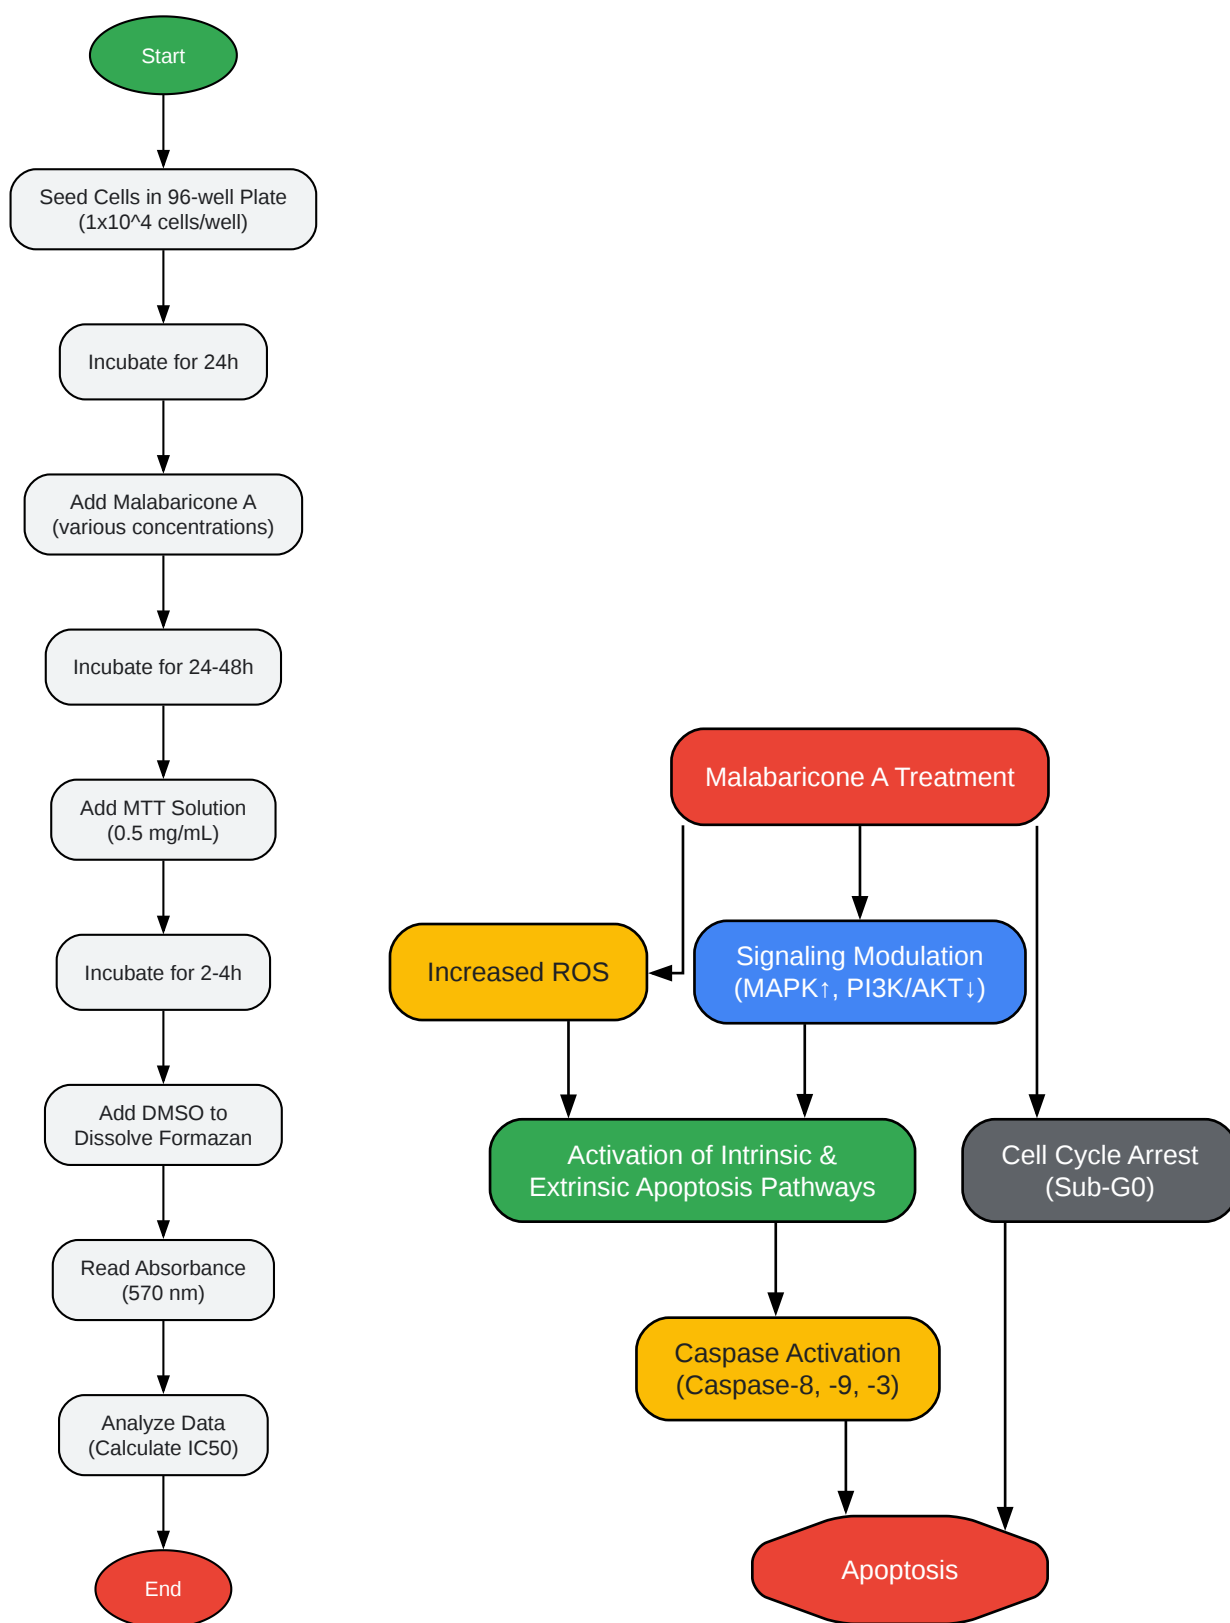 Start
Seed Cells in 96-well Plate
(1x10^4 cells/well)
Incubate for 24h
Add Malabaricone A
(various concentrations)
Incubate for 24-48h
Add MTT Solution
(0.5 mg/mL)
Incubate for 2-4h
Add DMSO to
Dissolve Formazan
Read Absorbance
(570 nm)
Analyze Data
(Calculate IC50)
End
Malabaricone A Treatment
Increased ROS
Signaling Modulation
(MAPK↑, PI3K/AKT↓)
Activation of Intrinsic &
Extrinsic Apoptosis Pathways
Cell Cycle Arrest
(Sub-G0)
Caspase Activation
(Caspase-8, -9, -3)
Apoptosis